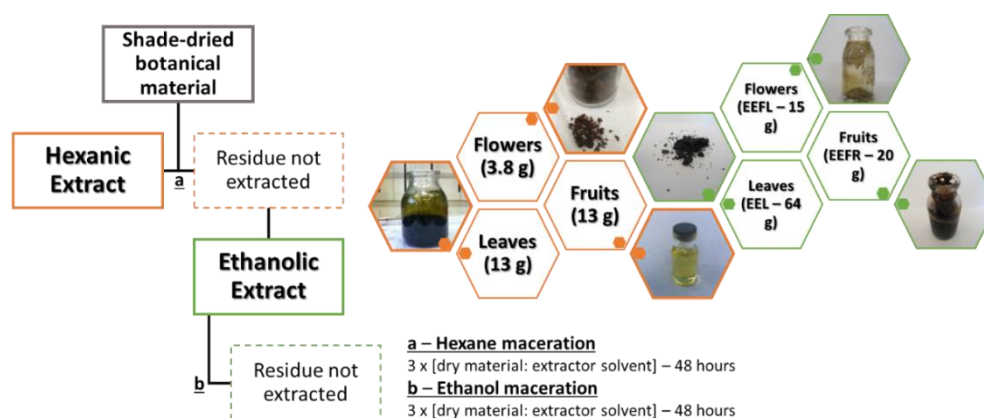 Shade-dried
botanical
material
Hexanic
Extract
a
Residue not
extracted
Ethanolic
Extract
b
Residue not
extracted
Flowers
(3.8 g)
Fruits
(13 g)
Leaves
(13 g)
Flowers
(EEFL – 15
g)
Fruits
(EEFR – 20
g)
Leaves
(EEL – 64
g)
a – Hexane maceration
3 x [dry material: extractor solvent] – 48 hours
b – Ethanol maceration
3 x [dry material: extractor solvent] – 48 hours